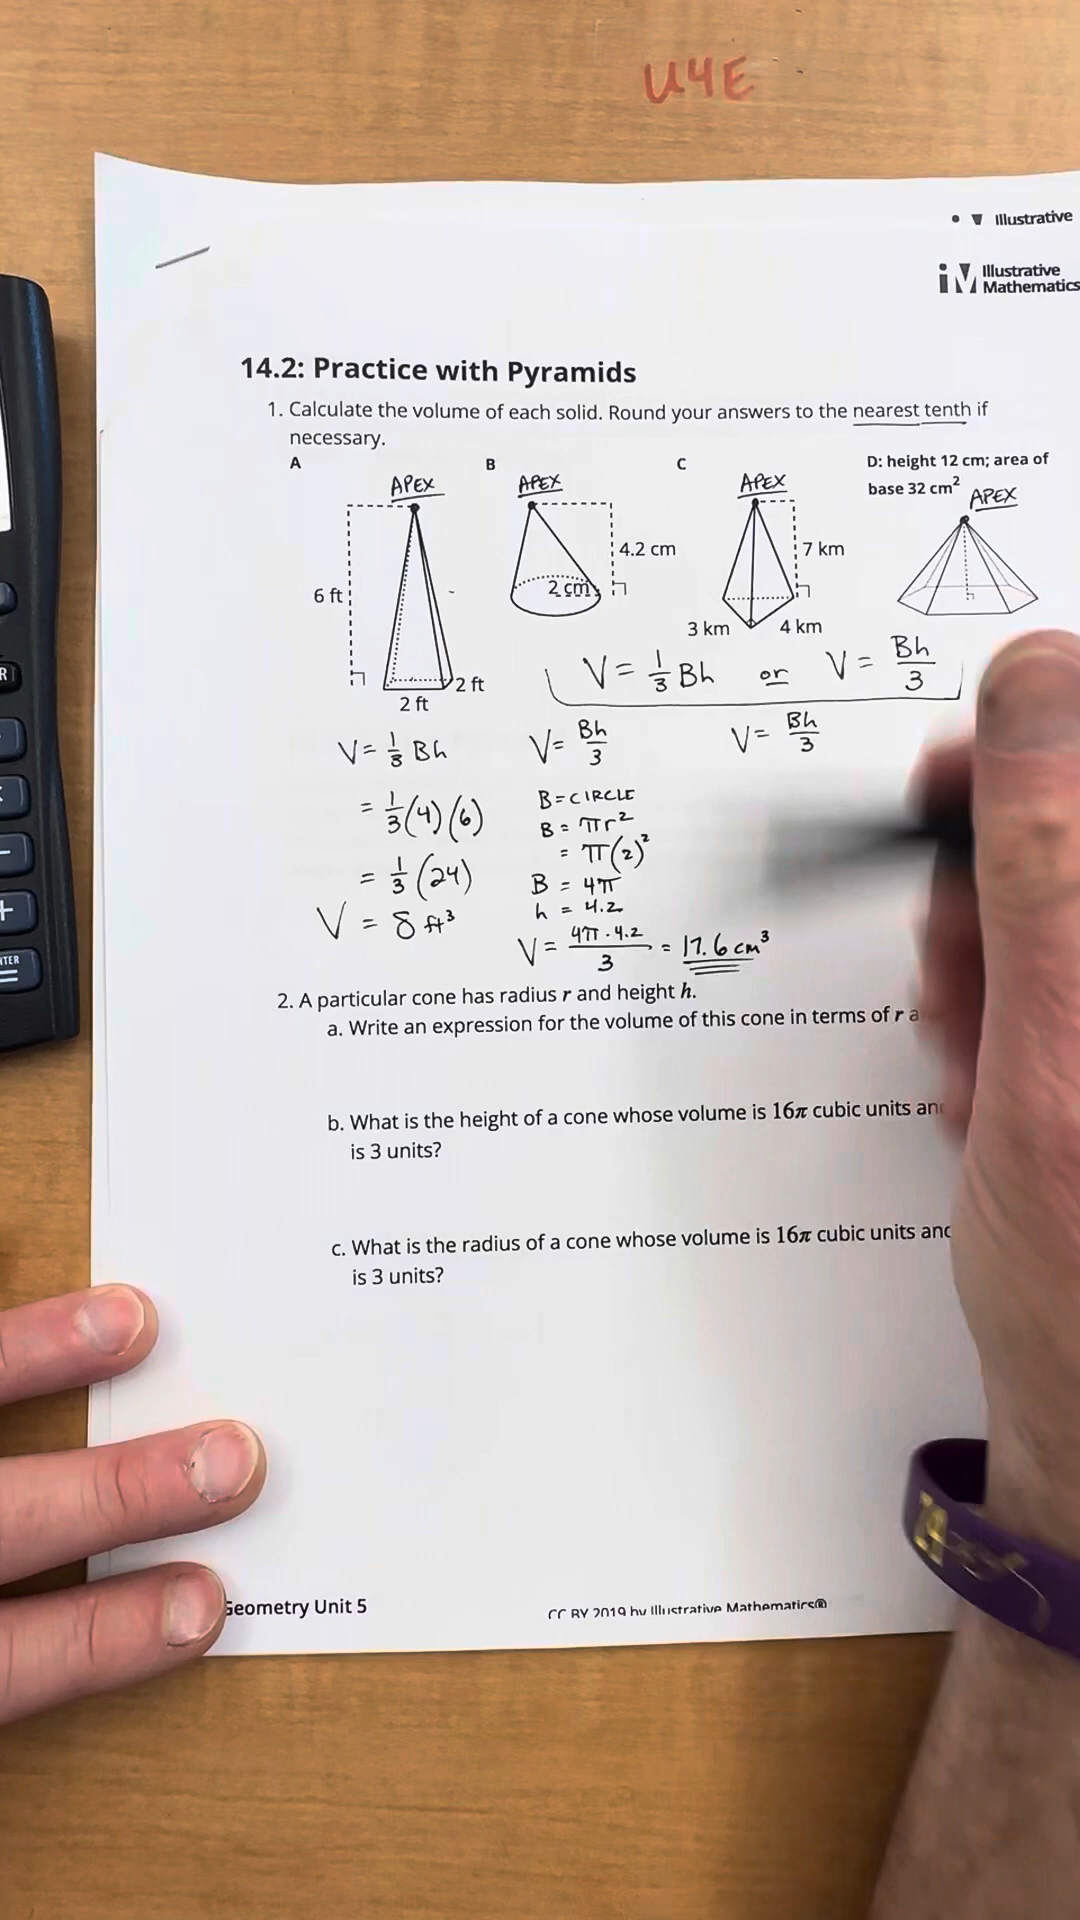 U4E
Illustrative
Illustrative
Mathematics
14.2: Practice with Pyramids
1. Calculate the volume of each solid. Round your answers to the nearest tenth if
necessary.
A
APEX
6 ft
2 ft
2 ft
V = 1/3 Bh
= 1/3 (4)(6)
= 1/3 (24)
V = 8 ft³
B
APEX
4.2 cm
2 cm
V = 1/3 Bh or V = Bh/3
V = Bh/3
B = CIRCLE
B = πr²
= π(2)²
B = 4π
h = 4.2
V = 4π · 4.2 / 3 = 17.6 cm³
C
APEX
7 km
3 km
4 km
V = Bh/3
D: height 12 cm; area of
base 32 cm²
APEX
2. A particular cone has radius r and height h.
a. Write an expression for the volume of this cone in terms of r
b. What is the height of a cone whose volume is 16π cubic units
is 3 units?
c. What is the radius of a cone whose volume is 16π cubic units
is 3 units?
Geometry Unit 5
CC BY 2019 by Illustrative Mathematics®